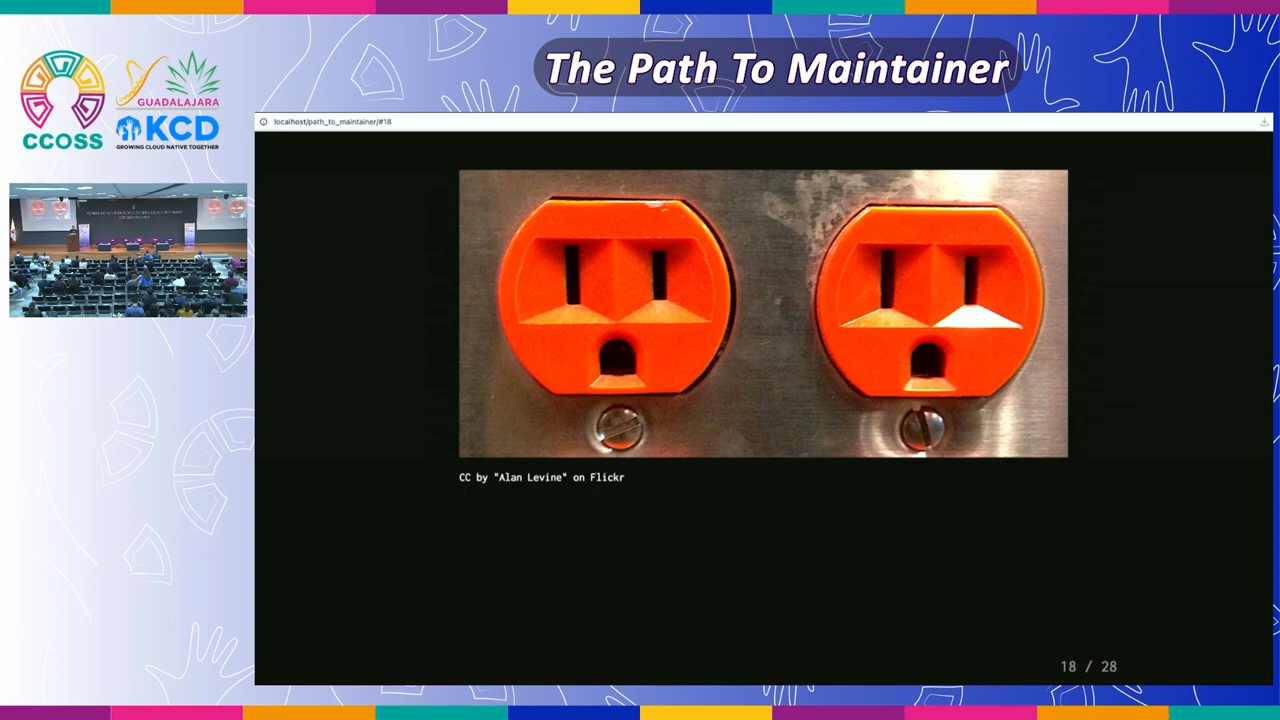 The Path To Maintainer
CCOSS
GUADALAJARA
KCD
GROWING CLOUD NATIVE TOGETHER
localhost/path_to_maintainer/#18
CC by "Alan Levine" on Flickr
18 / 28